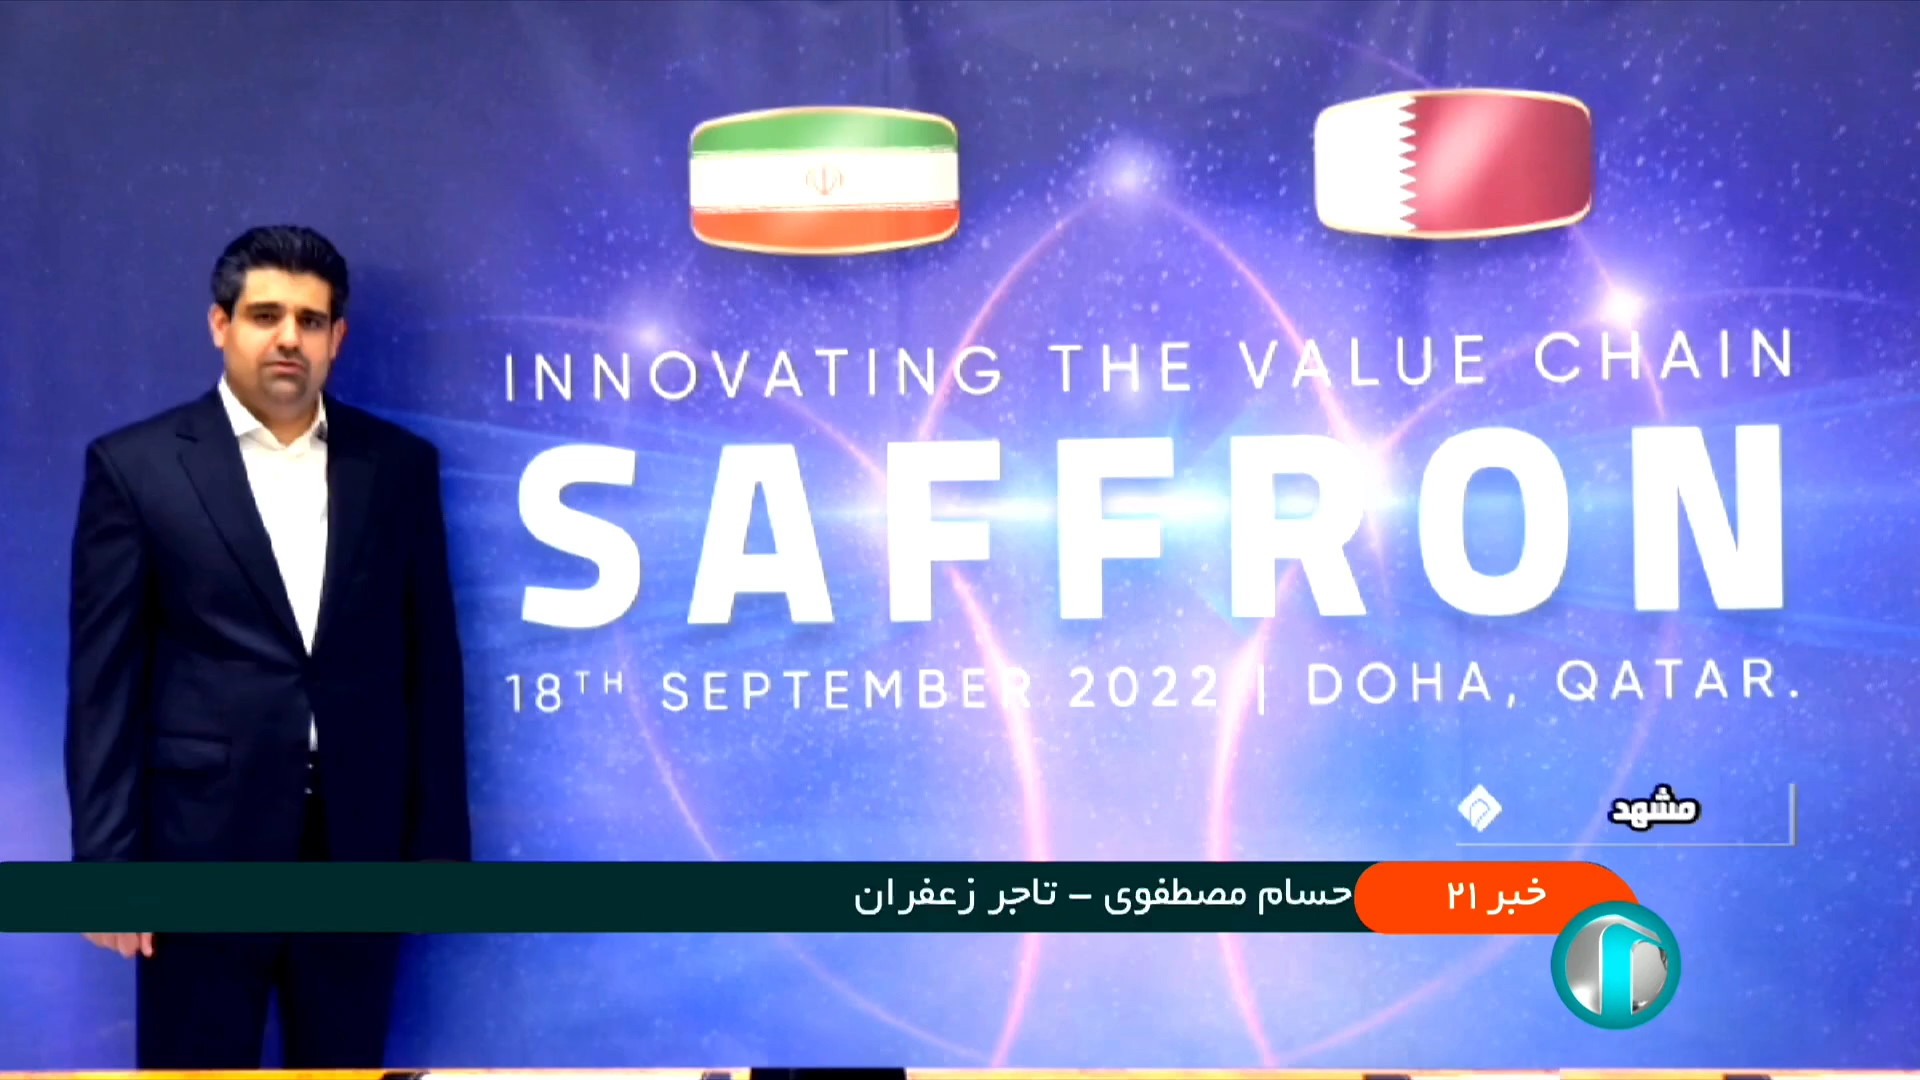 INNOVATING THE VALUE CHAIN
SAFFRON
18TH SEPTEMBER 2022 | DOHA, QATAR.
مشهد
خبر ۲۱
حسام مصطفوی – تاجر زعفران